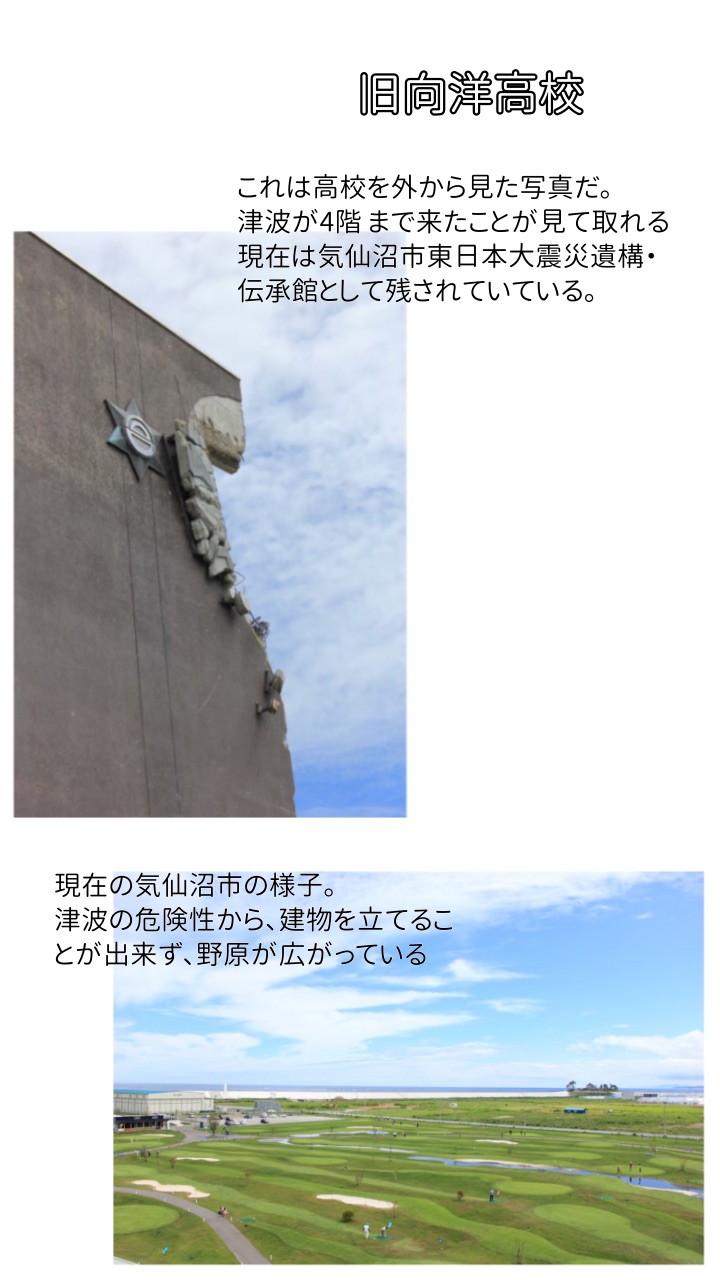 旧向洋高校
これは高校を外から見た写真だ。
津波が4階まで来たことが見て取れる
現在は気仙沼市東日本大震災遺構・
伝承館として残されていている。
現在の気仙沼市の様子。
津波の危険性から、建物を立てるこ
とが出来ず、野原が広がっている